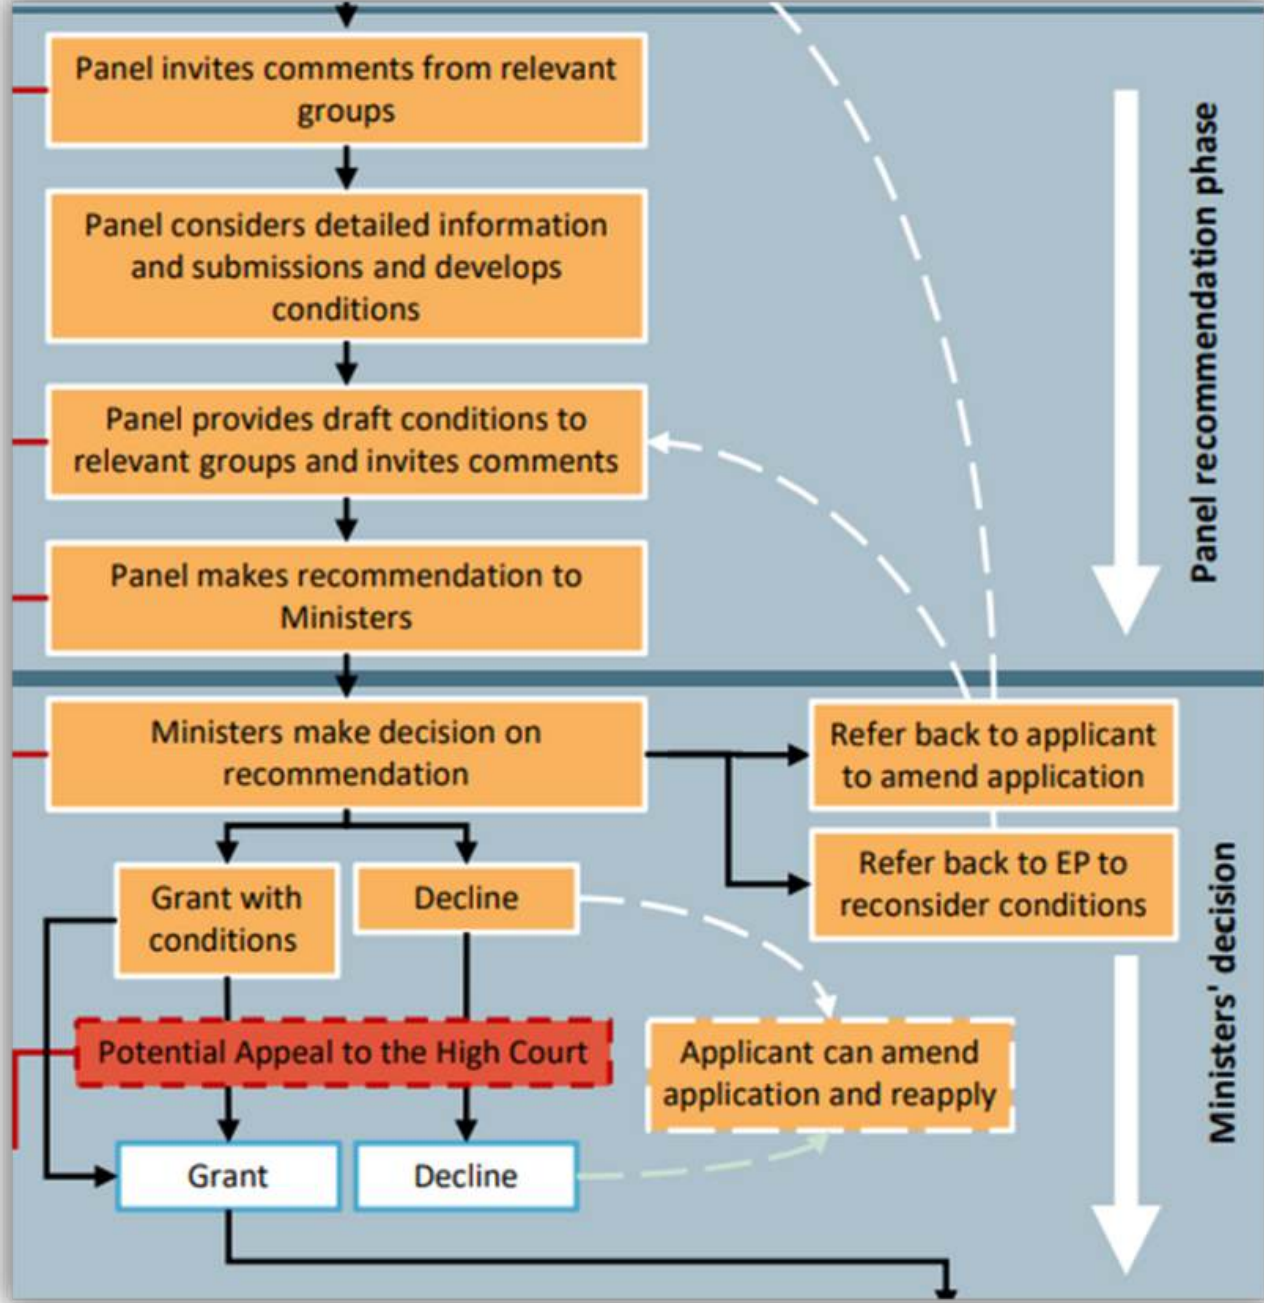 Panel invites comments from relevant
groups
Panel considers detailed information
and submissions and develops
conditions
Panel provides draft conditions to
relevant groups and invites comments
Panel makes recommendation to
Ministers
Panel recommendation phase
Ministers make decision on
recommendation
Refer back to applicant
to amend application
Refer back to EP to
reconsider conditions
Grant with
conditions
Decline
Potential Appeal to the High Court
Applicant can amend
application and reapply
Grant
Decline
Ministers' decision